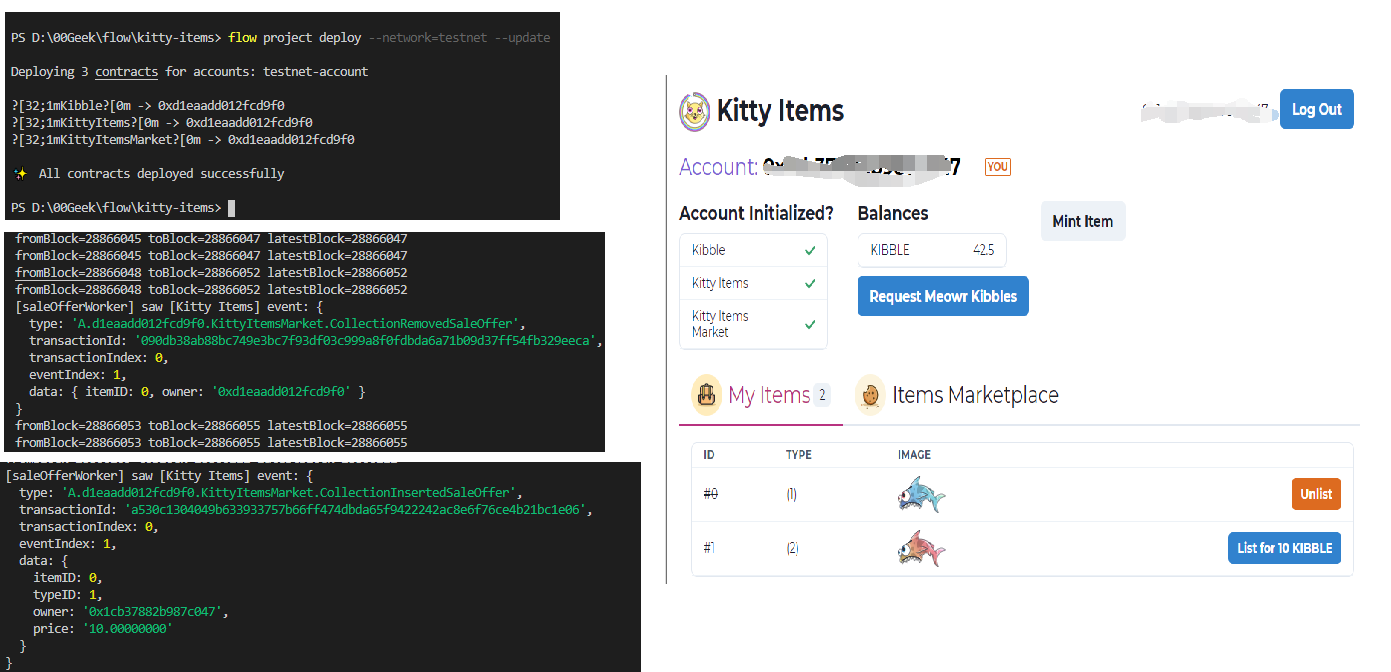 PS D:\00Geek\flow\kitty-items> flow project deploy --network=testnet --update
Deploying 3 contracts for accounts: testnet-account
?[32;1mKibble?[0m -> 0xd1eaadd012fcd9f0
?[32;1mKittyItems?[0m -> 0xd1eaadd012fcd9f0
?[32;1mKittyItemsMarket?[0m -> 0xd1eaadd012fcd9f0
✨ All contracts deployed successfully
PS D:\00Geek\flow\kitty-items>
fromBlock=28866045 toBlock=28866047 latestBlock=28866047
fromBlock=28866045 toBlock=28866047 latestBlock=28866047
fromBlock=28866048 toBlock=28866052 latestBlock=28866052
fromBlock=28866048 toBlock=28866052 latestBlock=28866052
[saleOfferWorker] saw [Kitty Items] event: {
type: 'A.d1eaadd012fcd9f0.KittyItemsMarket.CollectionRemovedSaleOffer',
transactionId: '090db38ab88bc749e3bc7f93df03c999a8f0fdbda6a71b09d37ff54fb329eeca',
transactionIndex: 0,
eventIndex: 1,
data: { itemID: 0, owner: '0xd1eaadd012fcd9f0' }
}
fromBlock=28866053 toBlock=28866055 latestBlock=28866055
fromBlock=28866053 toBlock=28866055 latestBlock=28866055
[saleOfferWorker] saw [Kitty Items] event: {
type: 'A.d1eaadd012fcd9f0.KittyItemsMarket.CollectionInsertedSaleOffer',
transactionId: 'a530c1304049b633933757b66ff474dbda65f9422242ac8e6f76ce4b21bc1e06',
transactionIndex: 0,
eventIndex: 1,
data: {
itemID: 0,
typeID: 1,
owner: '0x1cb37882b987c047',
price: '10.00000000'
}
}
Kitty Items
Log Out
Account:
YOU
Account Initialized?
Kibble
Kitty Items
Kitty Items
Market
Balances
KIBBLE 42.5
Request Meowr Kibbles
Mint Item
My Items 2
Items Marketplace
ID TYPE IMAGE
#0 (1) Unlist
#1 (2) List for 10 KIBBLE